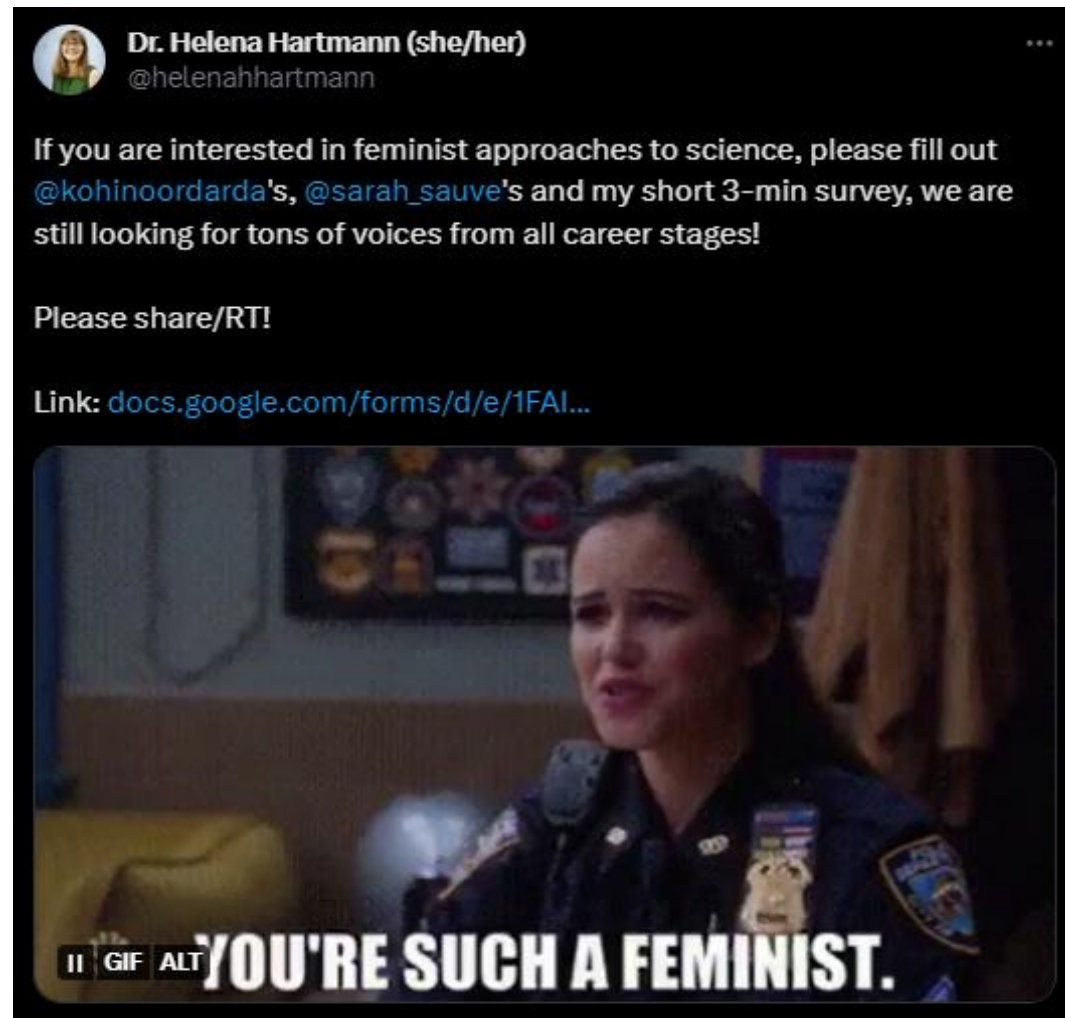 Dr. Helena Hartmann (she/her)
@helenahhartmann
If you are interested in feminist approaches to science, please fill out
@kohinoordarda's, @sarah_sauve's and my short 3-min survey, we are
still looking for tons of voices from all career stages!
Please share/RT!
Link: docs.google.com/forms/d/e/1FAI...
GIF ALT
YOU'RE SUCH A FEMINIST.